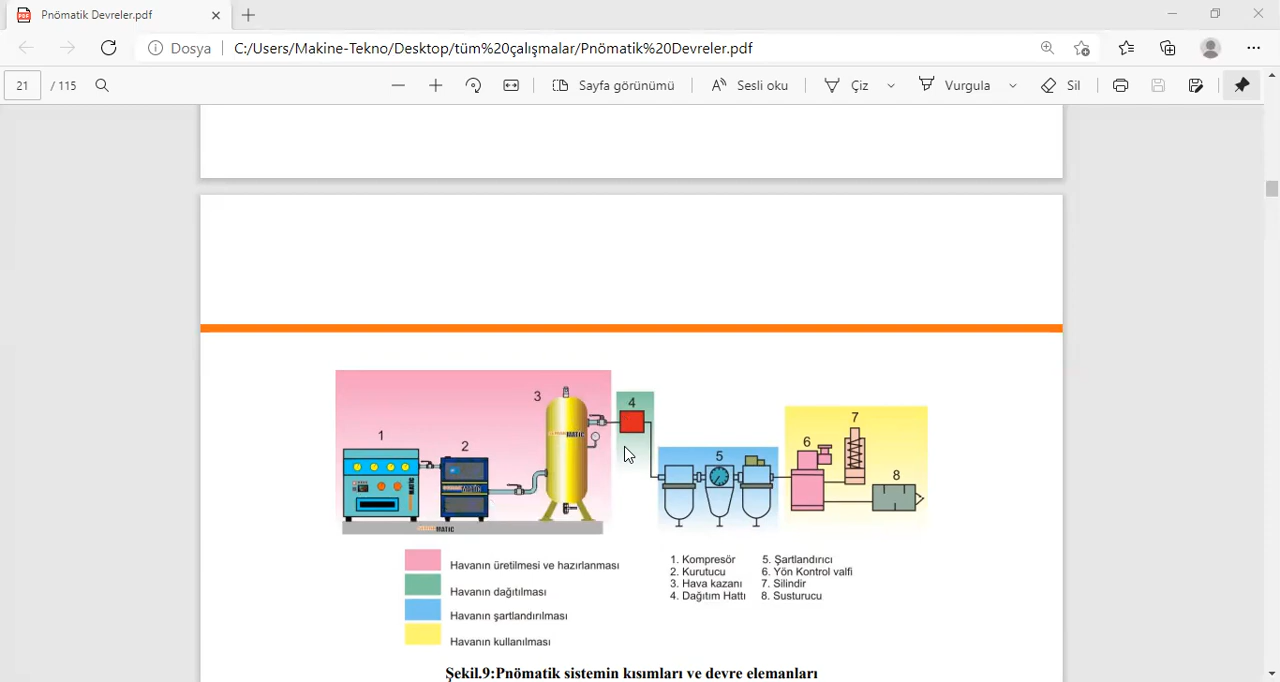 Pnömatik Devreler.pdf
Dosya C:/Users/Makine-Tekno/Desktop/tüm%20çalışmalar/Pnömatik%20Devreler.pdf
21 / 115 Sayfa görünümü Sesli oku Çiz Vurgula Sil
1
2
3
4
5
6
7
8
MATIC
MATIC
Havanın üretilmesi ve hazırlanması
Havanın dağıtılması
Havanın şartlandırılması
Havanın kullanılması
1. Kompresör
2. Kurutucu
3. Hava kazanı
4. Dağıtım Hattı
5. Şartlandırıcı
6. Yön Kontrol valfi
7. Silindir
8. Susturucu
Şekil.9:Pnömatik sistemin kısımları ve devre elemanları